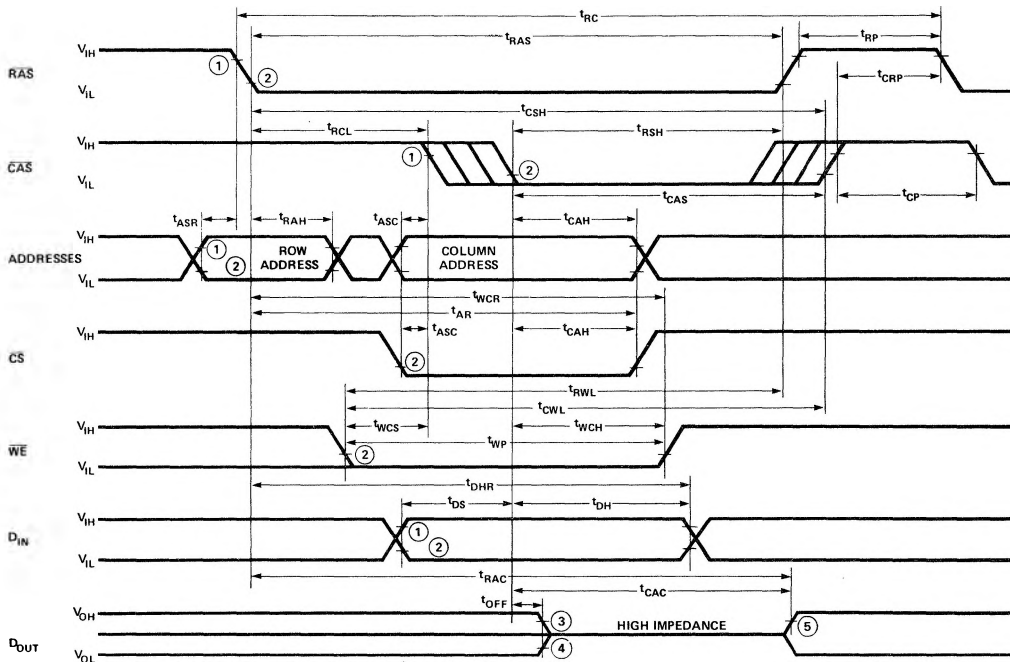 tRC
tRAS
tRP
VIH
RAS
① ②
tCRP
VIL
tCSH
tRCL
tRSH
VIH
①
CAS
②
VIL
tCAS
tCP
tASR
tRAH
tASC
tCAH
VIH
ADDRESSES
① ②
ROW ADDRESS
COLUMN ADDRESS
VIL
tWCR
tAR
tASC
tCAH
VIH
CS
②
VIL
tRWL
tCWL
VIH
tWCS
tWCH
WE
tWP
②
VIL
tDHR
tDS
tDH
VIH
①
DIN
②
VIL
tRAC
tCAC
tOFF
VOH
③
HIGH IMPEDANCE
⑤
DOUT
④
VOL